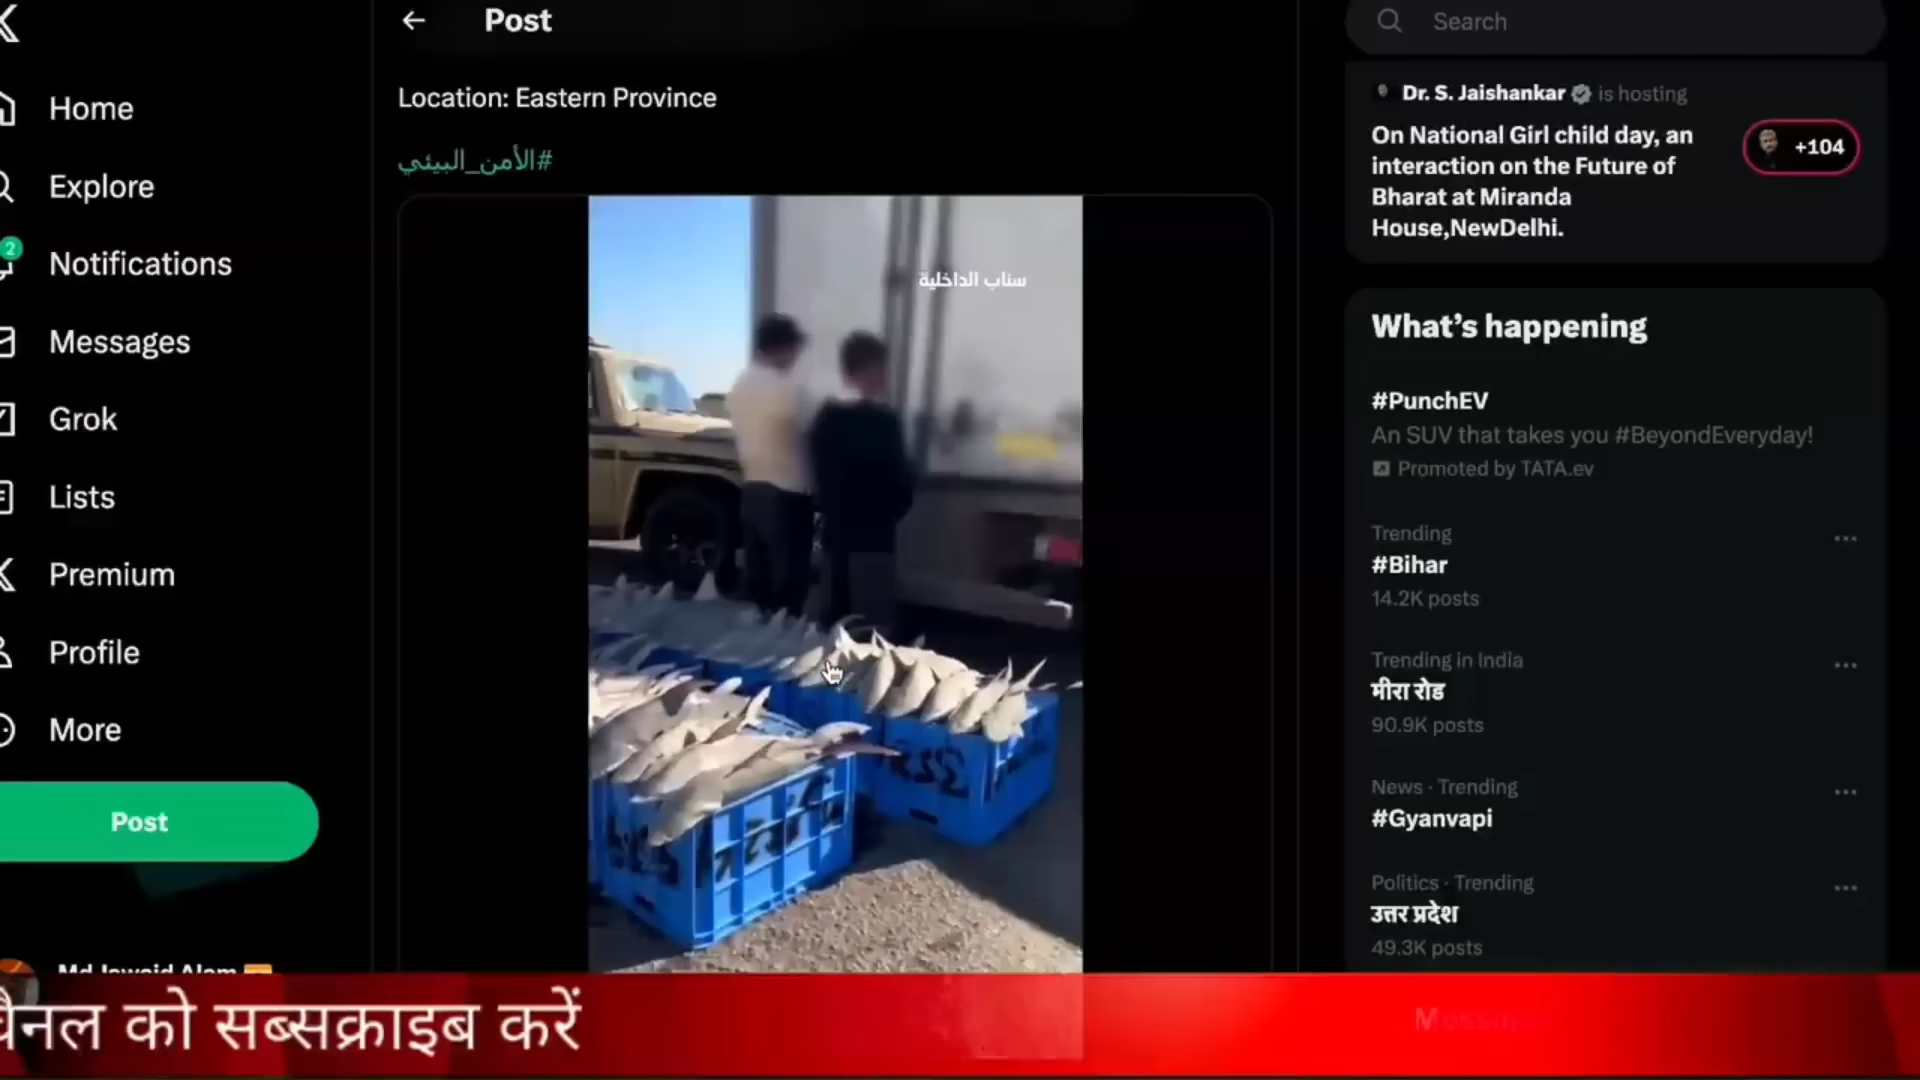 Post
Search
Home
Explore
2
Notifications
Messages
Grok
Lists
Premium
Profile
More
Post
Md Jawaid Alam
Location: Eastern Province
#الأمن_البيئي
سناب الداخلية
Dr. S. Jaishankar is hosting
On National Girl child day, an
interaction on the Future of
Bharat at Miranda
House,NewDelhi.
+104
What's happening
#PunchEV
An SUV that takes you #BeyondEveryday!
Promoted by TATA.ev
Trending
#Bihar
14.2K posts
Trending in India
मीरा रोड
90.9K posts
News · Trending
#Gyanvapi
Politics · Trending
उत्तर प्रदेश
49.3K posts
चैनल को सब्सक्राइब करें